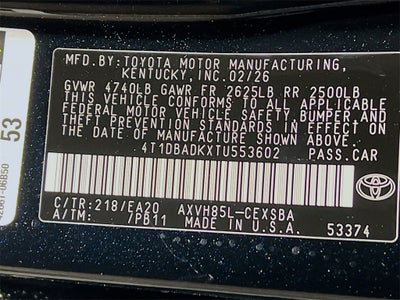 MFD.BY:TOYOTA MOTOR MANUFACTURING,
KENTUCKY, INC.02/26
GVWR 4740LB GAWR FR 2625LB RR 2500LB
THIS VEHICLE CONFORMS TO ALL APPLICABLE
FEDERAL MOTOR VEHICLE SAFETY,BUMPER,AND
THEFT PREVENTION STANDARDS IN EFFECT ON
THE DATE OF MANUFACTURE SHOWN ABOVE.
4T1DBADKXTU553602 PASS.CAR
C/TR:218/EA20 AXVH85L-CEXSBA
A/TM: 7PB11 MADE IN U.S.A. 53374
TOYOTA
53